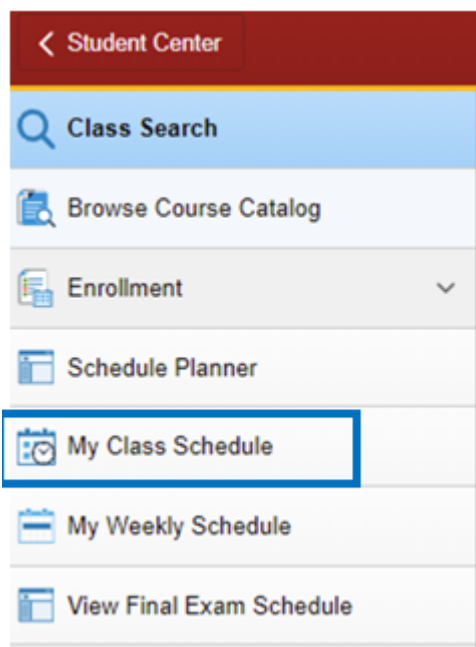 Student Center
Class Search
Browse Course Catalog
Enrollment
Schedule Planner
My Class Schedule
My Weekly Schedule
View Final Exam Schedule